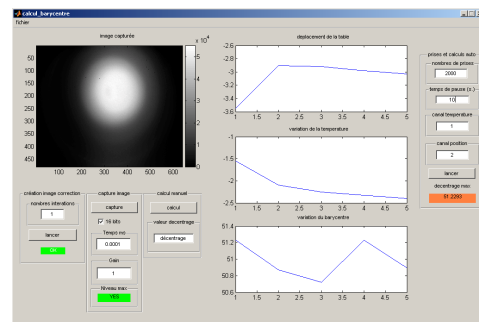 calcul_barycentre
fichier
image capturée
x 10^4
50
100
150
200
250
300
350
400
450
100 200 300 400 500 600
5
4
3
2
1
0
deplacement de la table
-2.6
-2.8
-3
-3.2
-3.4
-3.6
1 1.5 2 2.5 3 3.5 4 4.5 5
variation de la temperature
-1
-1.5
-2
-2.5
1 1.5 2 2.5 3 3.5 4 4.5 5
variation du barycentre
51.4
51.2
51
50.8
50.6
1 1.5 2 2.5 3 3.5 4 4.5 5
création image correction
nombres interations
1
lancer
capture image
capture
16 bits
Temps ms
0.0001
Gain
1
Niveau max
YES
calcul manuel
calcul
valeur decentrage
décentrage
prises et calculs auto
nombres de prises
2000
temps de pause (s.)
10
canal temperature
1
canal position
2
lancer
decentrage max
51.2293